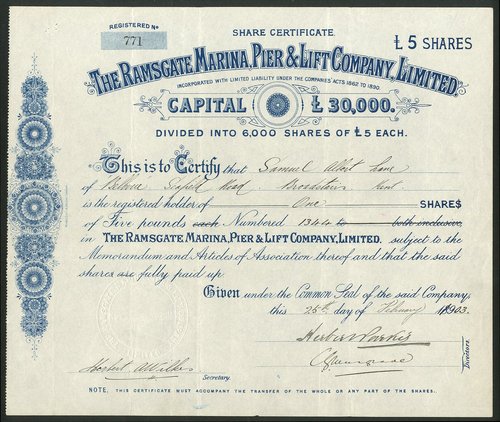 REGISTERED No
771
SHARE CERTIFICATE.
£ 5 SHARES
THE RAMSGATE MARINA, PIER & LIFT COMPANY, LIMITED.
INCORPORATED WITH LIMITED LIABILITY UNDER THE COMPANIES' ACTS 1862 TO 1890.
CAPITAL £ 30,000.
DIVIDED INTO 6,000 SHARES OF £5 EACH.
This is to Certify that Samuel Albert Lane
of Road Broadstairs Kent
is the registered holder of One SHARE$
of Five pounds each Numbered 1344 to both inclusive
in THE RAMSGATE MARINA, PIER & LIFT COMPANY, LIMITED, subject to the
Memorandum and Articles of Association thereof and that the said
shares are fully paid up
Given under the Common Seal of the said Company
this 25th day of February 1903.
Herbert
Directors.
Herbert
Secretary.
NOTE. THIS CERTIFICATE MUST ACCOMPANY THE TRANSFER OF THE WHOLE OR ANY PART OF THE SHARES.